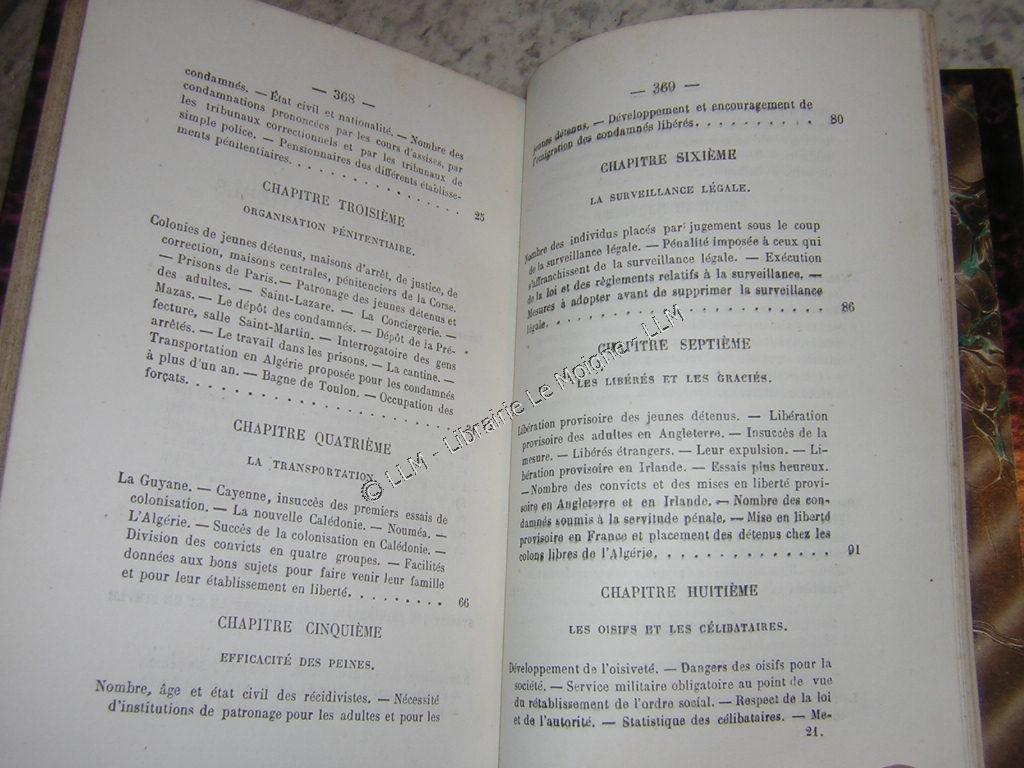 — 368 —
condamnés. — État civil et nationalité. — Nombre des
condamnations prononcées par les cours d'assises, par
les tribunaux correctionnels et par les tribunaux de
simple police. — Pensionnaires des différents établisse-
ments pénitentiaires. . . . . . . . . . . . . . 25
CHAPITRE TROISIÈME
ORGANISATION PÉNITENTIAIRE.
Colonies de jeunes détenus, maisons d'arrêt, de justice, de
correction, maisons centrales, pénitenciers de la Corse.
— Prisons de Paris. — Patronage des jeunes détenus et
des adultes. — Saint-Lazare. — La Conciergerie. —
Mazas. — Le dépôt des condamnés. — Dépôt de la Pré-
fecture, salle Saint-Martin. — Interrogatoire des gens
arrêtés. — Le travail dans les prisons. — La cantine. —
Transportation en Algérie proposée pour les condamnés
à plus d'un an. — Bagne de Toulon. — Occupation des
forçats. . . . . . . . . . . . . . . . .
CHAPITRE QUATRIÈME
LA TRANSPORTATION.
La Guyane. — Cayenne, insuccès des premiers essais de
colonisation. — La nouvelle Calédonie. — Nouméa. —
L'Algérie. — Succès de la colonisation en Calédonie. —
Division des convicts en quatre groupes. — Facilités
données aux bons sujets pour faire venir leur famille
et pour leur établissement en liberté. . . . . . . . . 66
CHAPITRE CINQUIÈME
EFFICACITÉ DES PEINES.
Nombre, âge et état civil des récidivistes. — Nécessité
d'institutions de patronage pour les adultes et pour les
— 369 —
jeunes détenus. — Développement et encouragement de
l'émigration des condamnés libérés. . . . . . . . . . 80
CHAPITRE SIXIÈME
LA SURVEILLANCE LÉGALE.
Nombre des individus placés par jugement sous le coup
de la surveillance légale. — Pénalité imposée à ceux qui
s'affranchissent de la surveillance légale. — Exécution
de la loi et des règlements relatifs à la surveillance. —
Mesures à adopter avant de supprimer la surveillance
légale. . . . . . . . . . . . . . . . . . . 86
CHAPITRE SEPTIÈME
LES LIBÉRÉS ET LES GRACIÉS.
Libération provisoire des jeunes détenus. — Libération
provisoire des adultes en Angleterre. — Insuccès de la
mesure. — Libérés étrangers. — Leur expulsion. — Li-
bération provisoire en Irlande. — Essais plus heureux.
— Nombre des convicts et des mises en liberté provi-
soire en Angleterre et en Irlande. — Nombre des con-
damnés soumis à la servitude pénale. — Mise en liberté
provisoire en France et placement des détenus chez les
colons libres de l'Algérie. . . . . . . . . . . . . 91
CHAPITRE HUITIÈME
LES OISIFS ET LES CÉLIBATAIRES.
Développement de l'oisiveté. — Dangers des oisifs pour la
société. — Service militaire obligatoire au point de vue
du rétablissement de l'ordre social. — Respect de la loi
et de l'autorité. — Statistique des célibataires. — Me-
21.
© LLM - Librairie Le Moigne - LLM